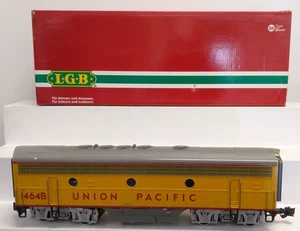 LGB
Für drinnen und draussen.
For indoors and outdoors.
1464B UNION PACIFIC